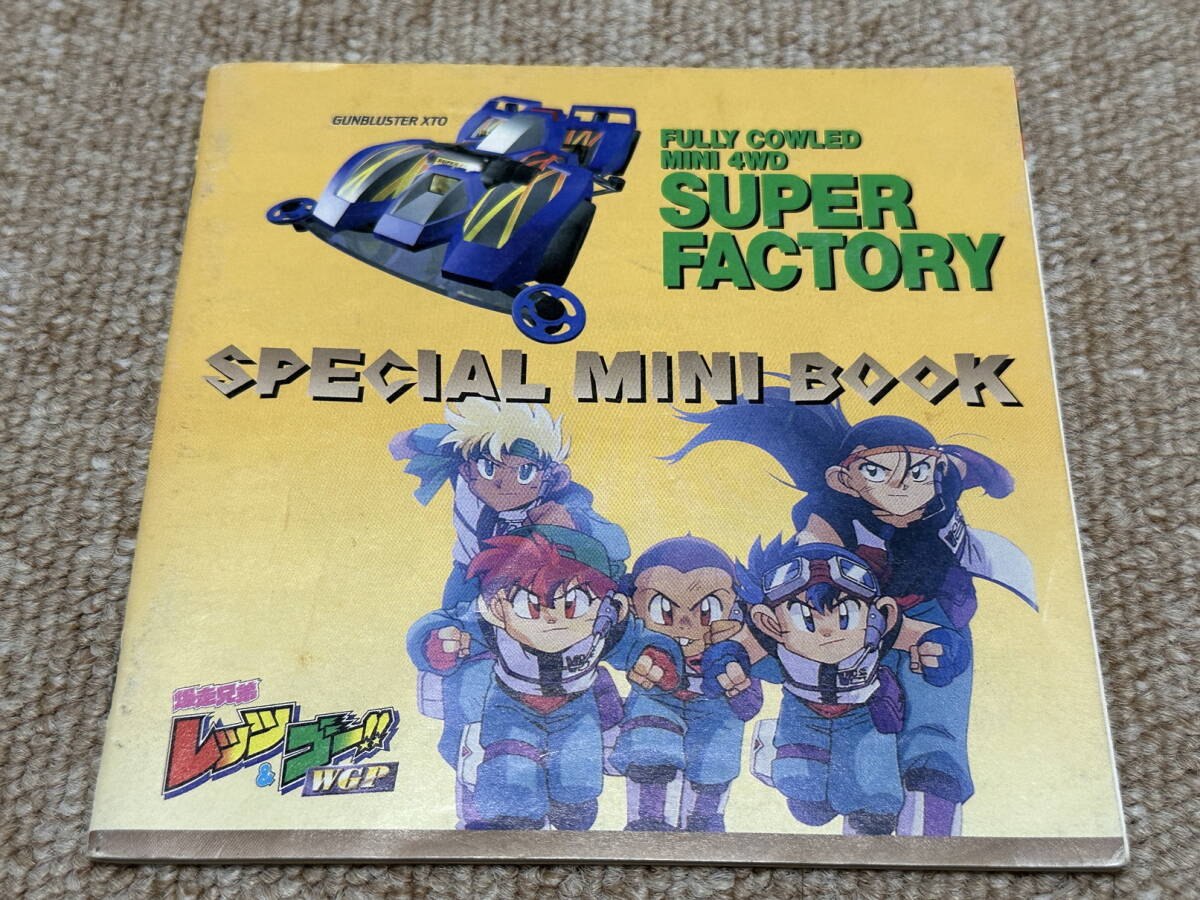 GUNBLUSTER XTO
FULLY COWLED
MINI 4WD
SUPER
FACTORY
SPECIAL MINI BOOK
爆走兄弟
レッツ
&
ゴー!!
WGP